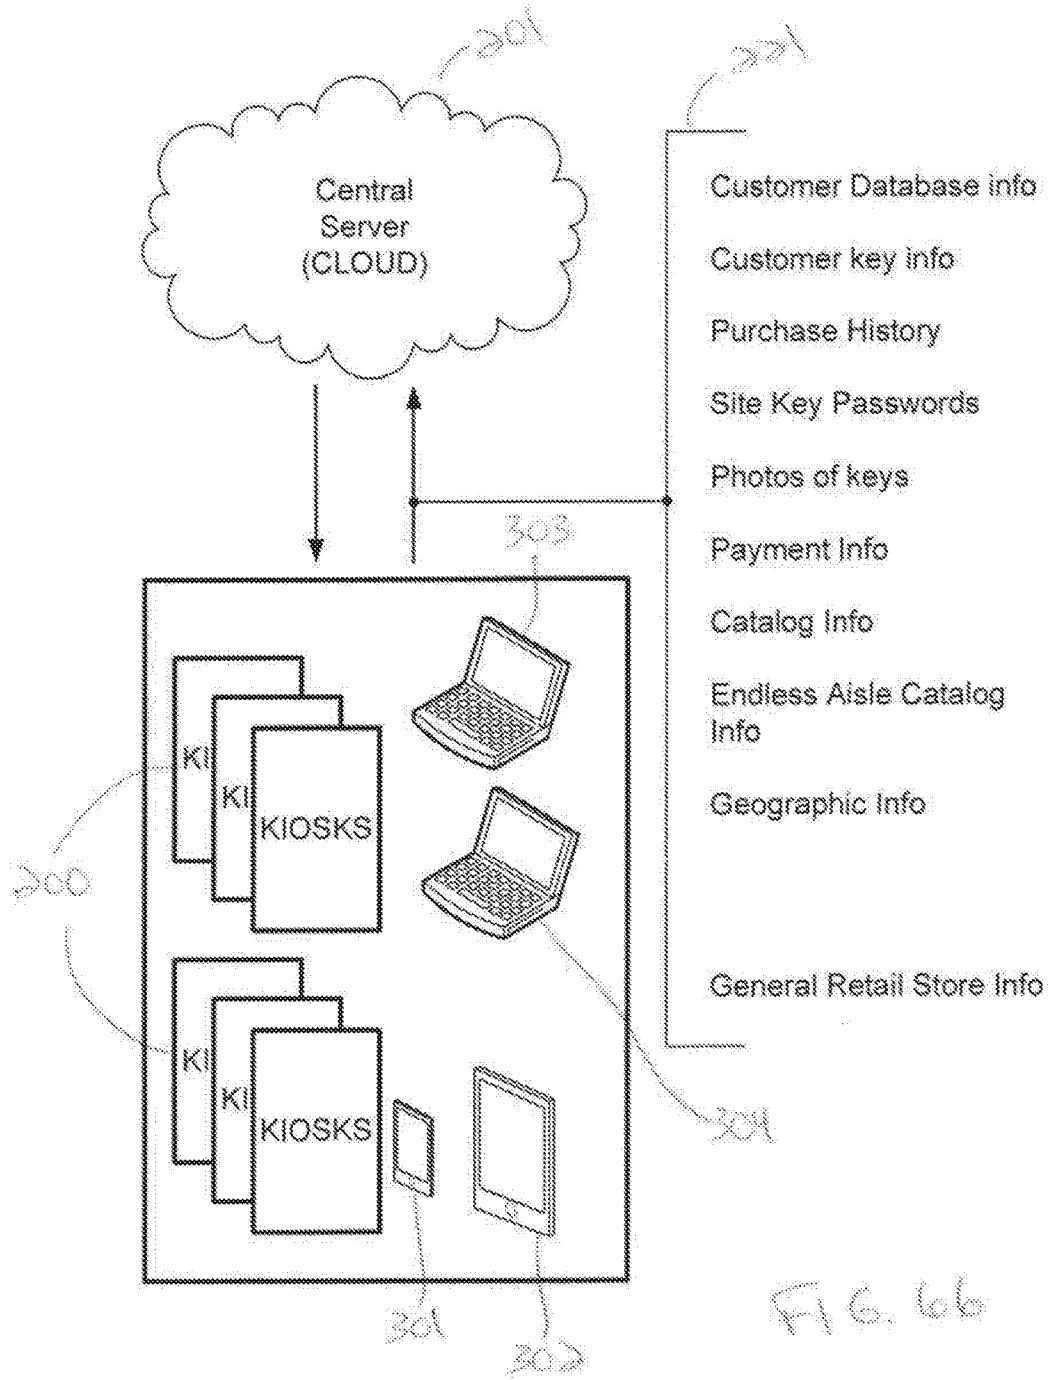 201
221
Central
Server
(CLOUD)
Customer Database info
Customer key info
Purchase History
Site Key Passwords
Photos of keys
Payment Info
Catalog Info
Endless Aisle Catalog
Info
Geographic Info
General Retail Store Info
303
KI
KI
KIOSKS
200
KI
KI
KIOSKS
304
301
302
FIG. 66